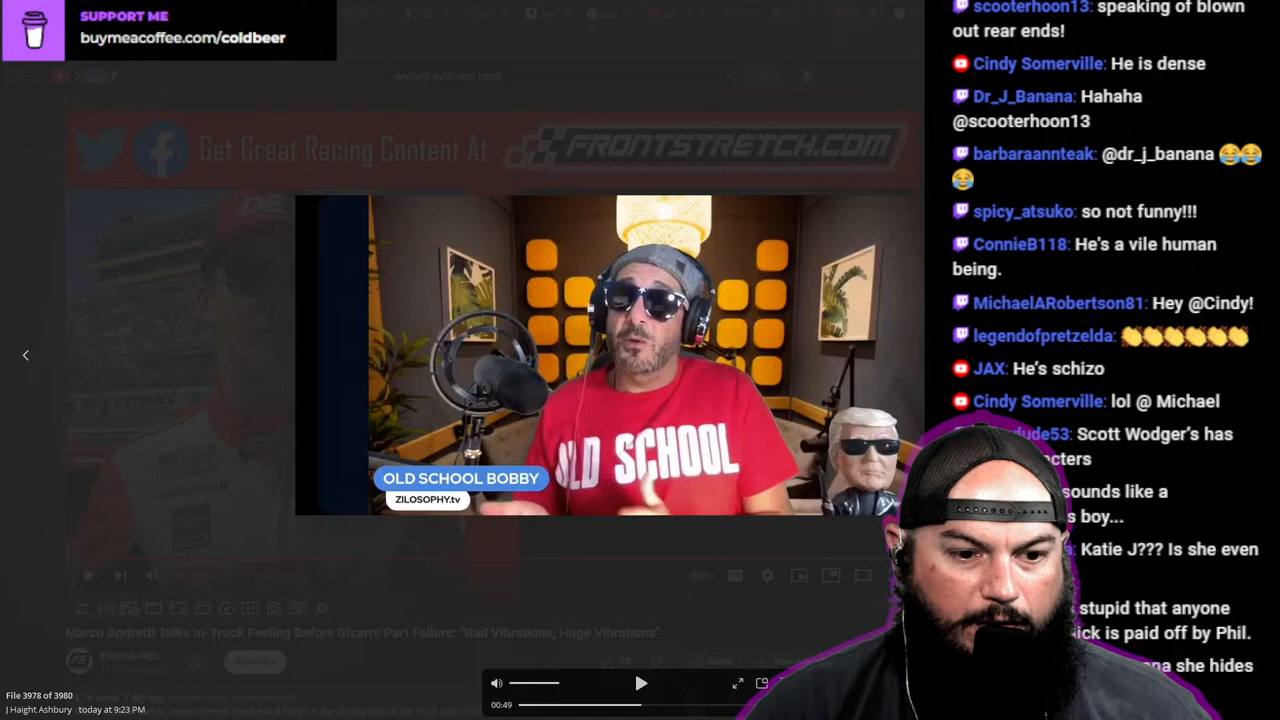 SUPPORT ME
buymeacoffee.com/coldbeer
Get Great Racing Content At
FRONTSTRETCH.COM
OLD SCHOOL
OLD SCHOOL BOBBY
ZILOSOPHY.tv
SPEEDWAY
Marco Andretti Talks In-Truck Feeling Before Bizarre Part Failure: "Bad Vibrations, Huge Vibrations"
Frontstretch
Subscribe
File 3978 of 3980
J Haight Ashbury today at 9:23 PM
00:49
scooterhoon13: speaking of blown
out rear ends!
Cindy Somerville: He is dense
Dr_J_Banana: Hahaha
@scooterhoon13
barbaraannteak: @dr_j_banana 😂😂
😂
spicy_atsuko: so not funny!!!
ConnieB118: He's a vile human
being.
MichaelARobertson81: Hey @Cindy!
legendofpretzelda: 👏👏👏👏👏👏
JAX: He's schizo
Cindy Somerville: lol @ Michael
dude53: Scott Wodger's has
sounds like a
s boy...
Katie J??? Is she even
stupid that anyone
ick is paid off by Phil.
she hides